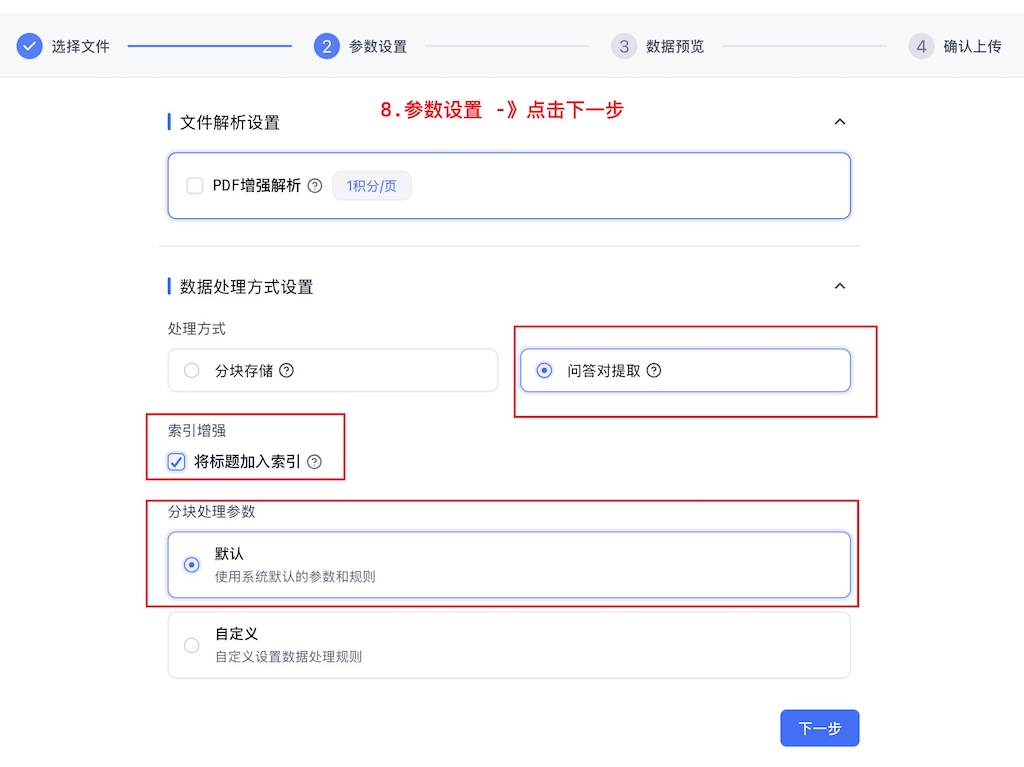 选择文件
2 参数设置
3 数据预览
4 确认上传
8.参数设置 -》点击下一步
文件解析设置
PDF增强解析 ? 1积分/页
数据处理方式设置
处理方式
分块存储 ? 问答对提取 ?
索引增强
将标题加入索引 ?
分块处理参数
默认
使用系统默认的参数和规则
自定义
自定义设置数据处理规则
下一步